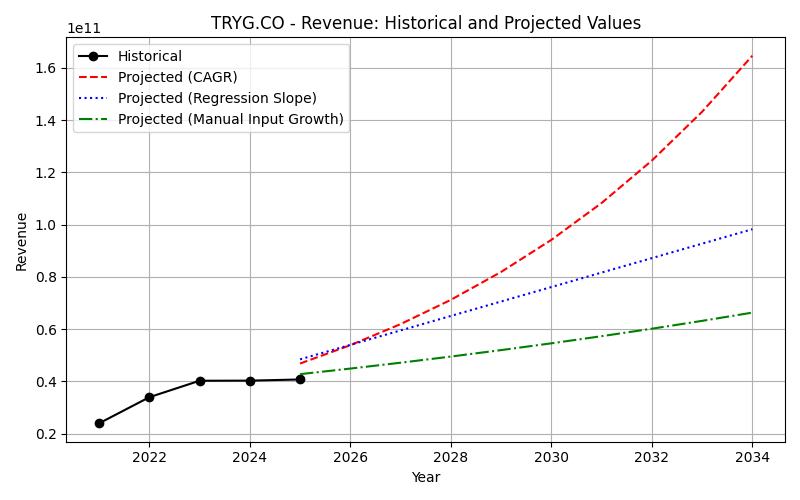 TRYG.CO - Revenue: Historical and Projected Values
1e11
Historical
Projected (CAGR)
Projected (Regression Slope)
Projected (Manual Input Growth)
1.6
1.4
1.2
1.0
0.8
0.6
0.4
0.2
Revenue
2022 2024 2026 2028 2030 2032 2034
Year